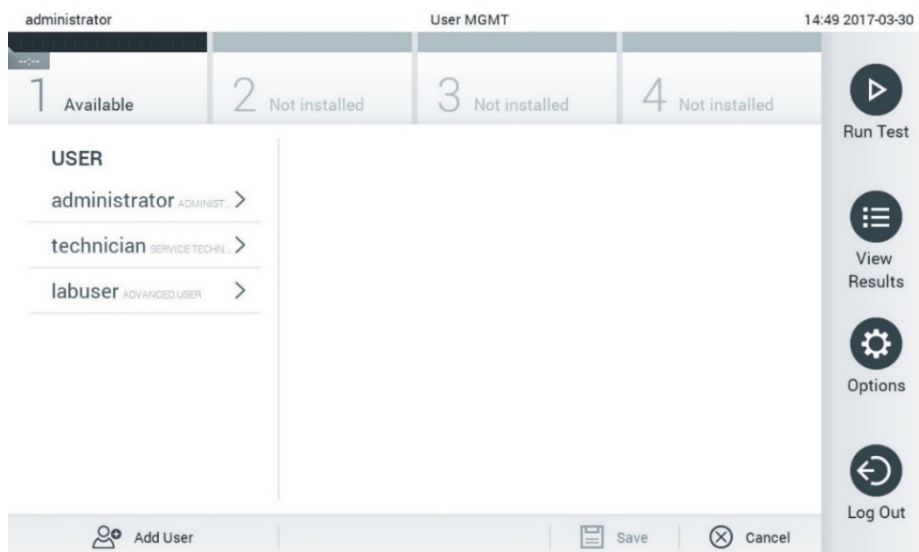 administrator User MGMT 14:49 2017-03-30
--:--
1 Available 2 Not installed 3 Not installed 4 Not installed
Run Test
USER
administrator ADMINIST... >
technician SERVICE TECHN... >
labuser ADVANCED USER >
View
Results
Options
Log Out
Add User Save Cancel